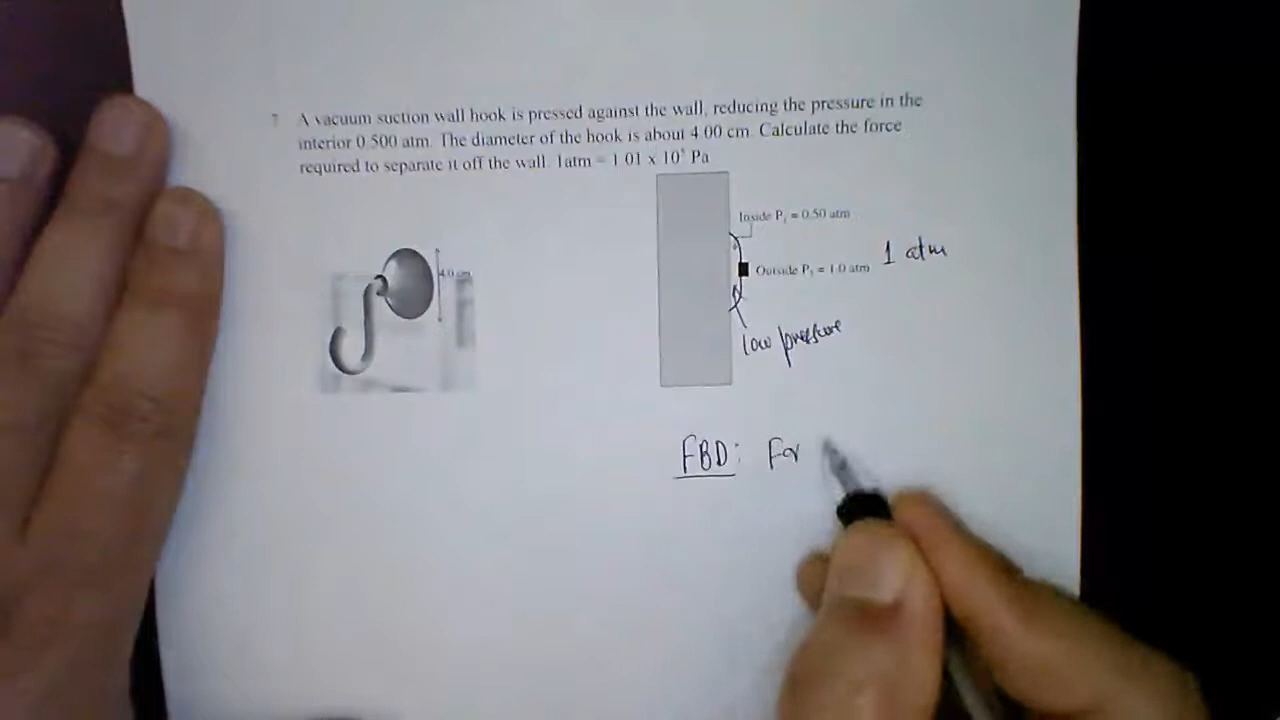 7 A vacuum suction wall hook is pressed against the wall, reducing the pressure in the
interior 0.500 atm. The diameter of the hook is about 4.00 cm. Calculate the force
required to separate it off the wall. 1atm = 1.01 x 10⁵ Pa
Inside P₁ = 0.50 atm
1 atm
Outside P₂ = 1.0 atm
4.0 cm
low pressure
FBD: For